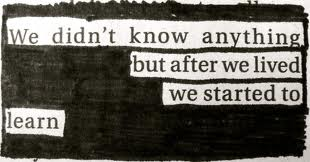 We didn't know anything
but after we lived
we started to
learn